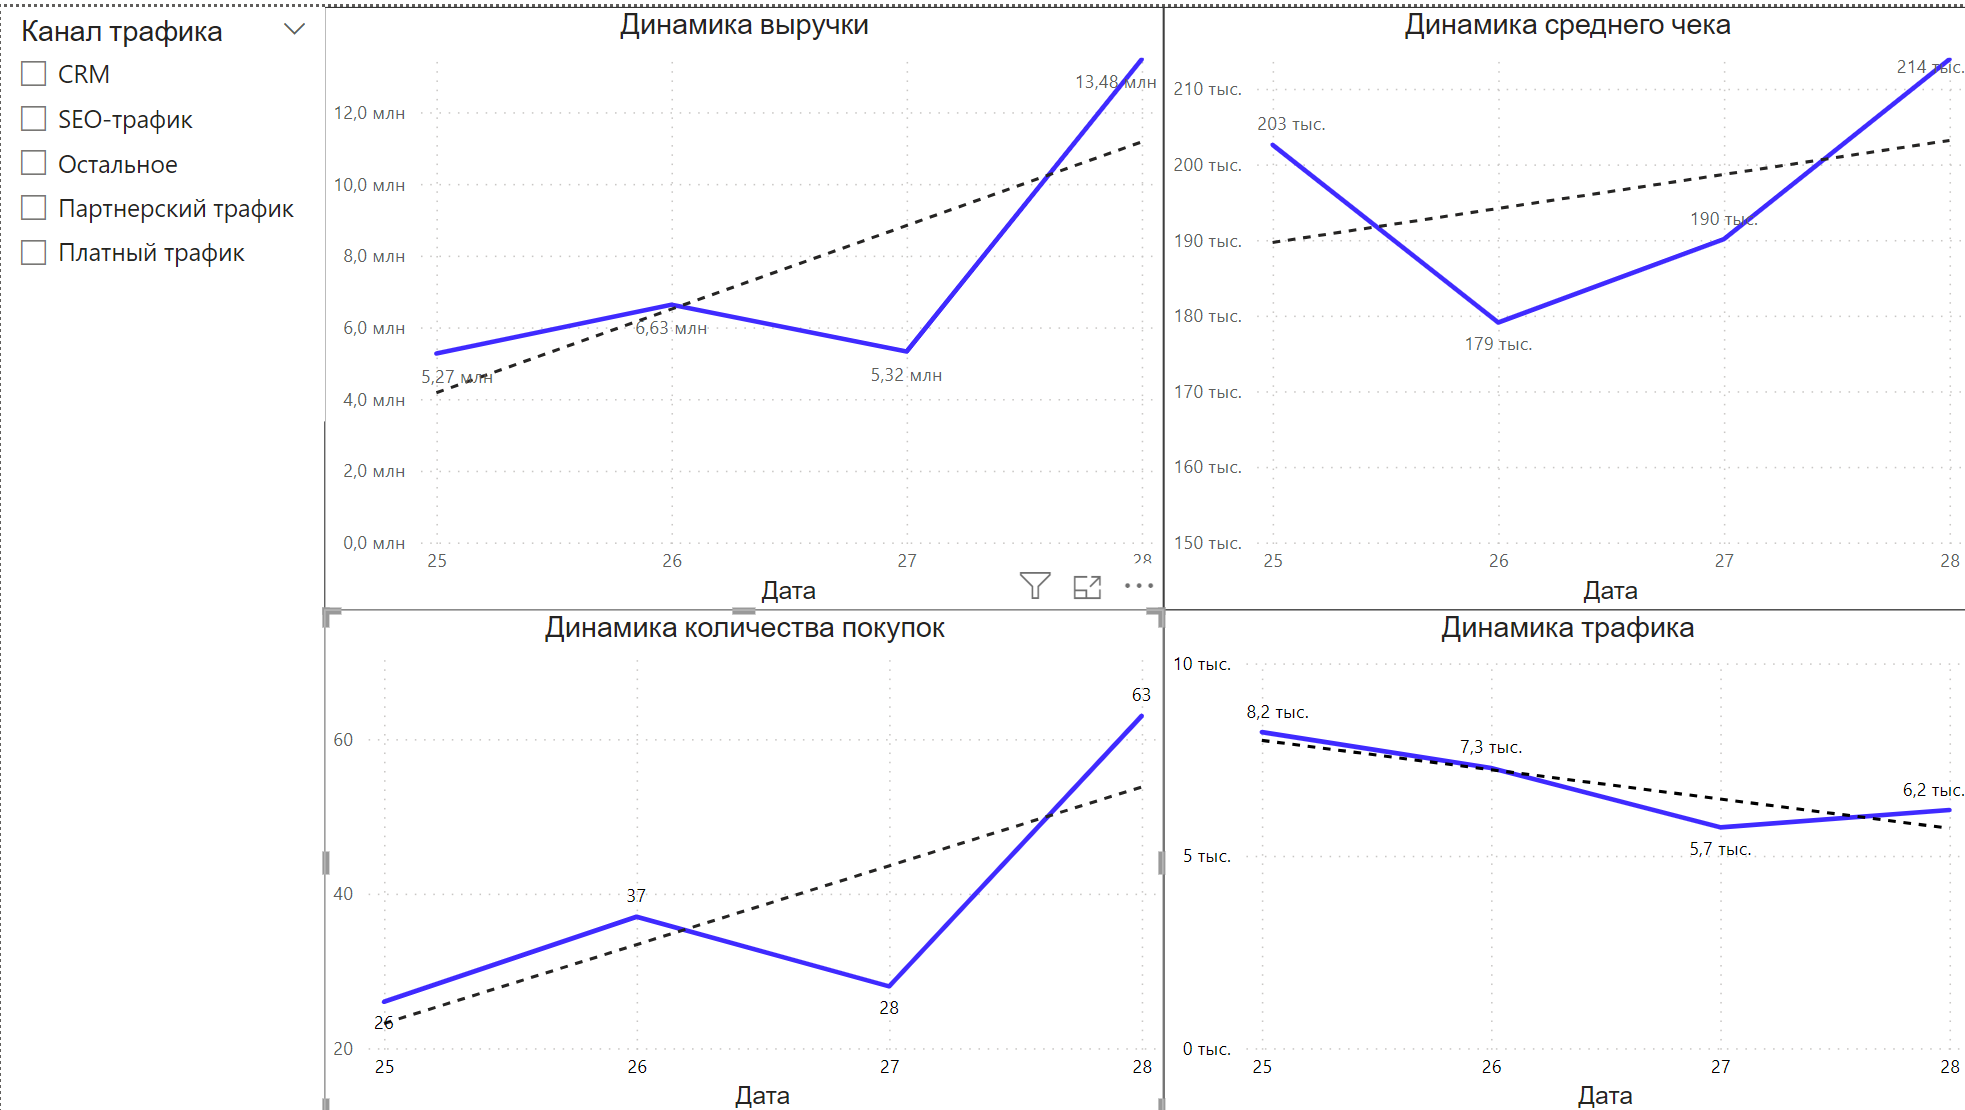 Канал трафика
CRM
SEO-трафик
Остальное
Партнерский трафик
Платный трафик
Динамика выручки
12,0 млн
10,0 млн
8,0 млн
6,0 млн
4,0 млн
2,0 млн
0,0 млн
5,27 млн
6,63 млн
5,32 млн
13,48 млн
25
26
27
28
Дата
Динамика среднего чека
210 тыс.
200 тыс.
190 тыс.
180 тыс.
170 тыс.
160 тыс.
150 тыс.
203 тыс.
179 тыс.
190 тыс.
214 тыс.
25
26
27
28
Дата
Динамика количества покупок
60
40
20
26
37
28
63
25
26
27
28
Дата
Динамика трафика
10 тыс.
5 тыс.
0 тыс.
8,2 тыс.
7,3 тыс.
5,7 тыс.
6,2 тыс.
25
26
27
28
Дата